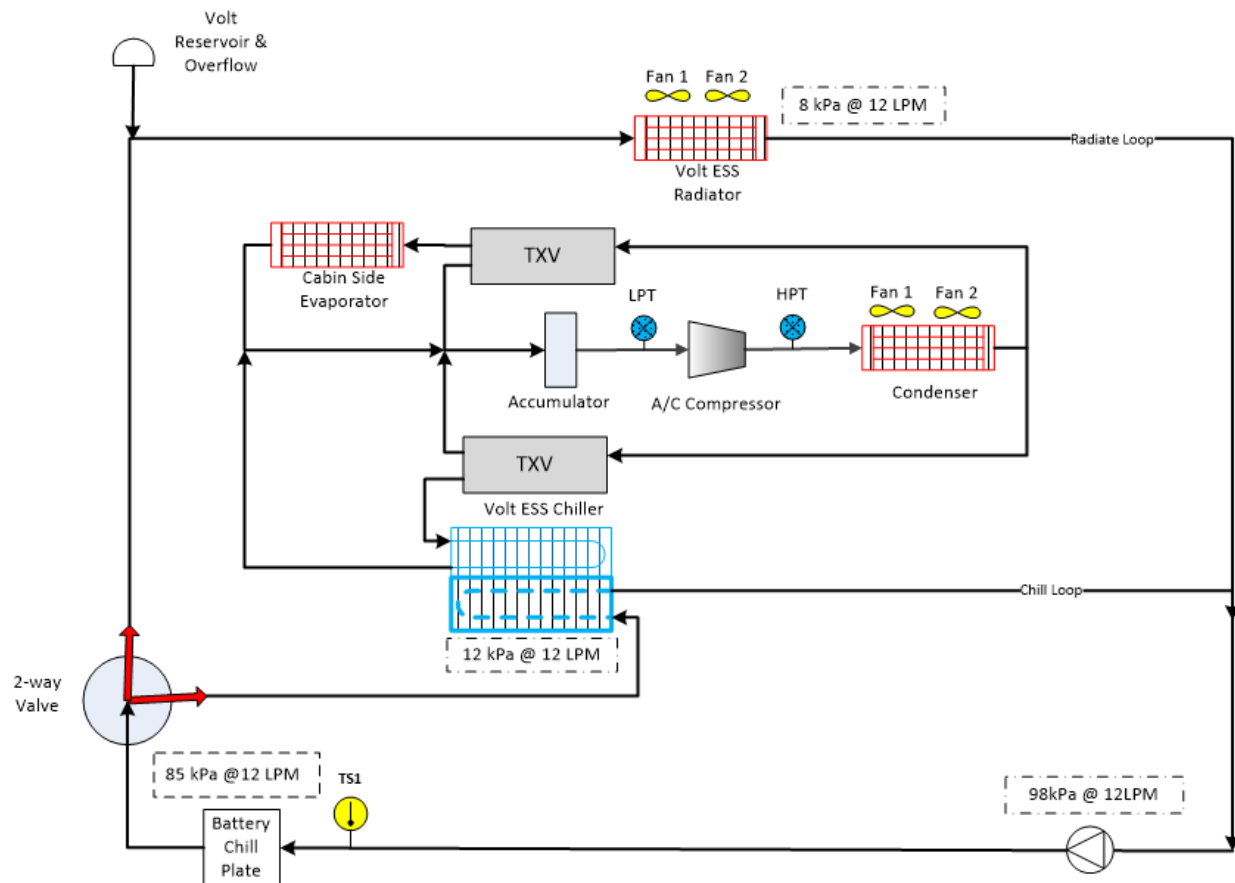 Volt
Reservoir &
Overflow
Fan 1
Fan 2
8 kPa @ 12 LPM
Radiate Loop
Volt ESS
Radiator
TXV
Cabin Side
Evaporator
LPT
HPT
Fan 1
Fan 2
Accumulator
A/C Compressor
Condenser
TXV
Volt ESS Chiller
Chill Loop
12 kPa @ 12 LPM
2-way
Valve
85 kPa @12 LPM
TS1
98kPa @ 12LPM
Battery
Chill
Plate